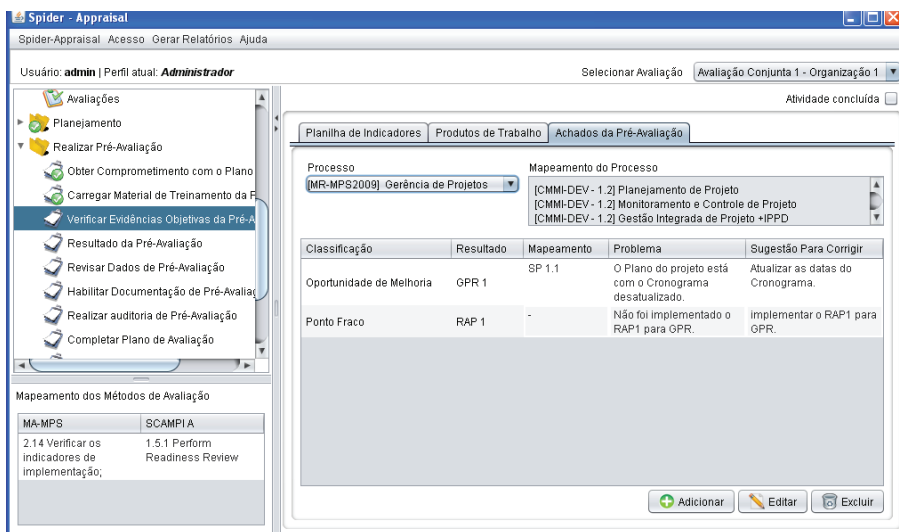 Spider - Appraisal
Spider-Appraisal Acesso Gerar Relatórios Ajuda
Usuário: admin | Perfil atual: Administrador
Selecionar Avaliação
Avaliação Conjunta 1 - Organização 1
Atividade concluída
Avaliações
Planejamento
Realizar Pré-Avaliação
Obter Comprometimento com o Plano
Carregar Material de Treinamento da F
Verificar Evidências Objetivas da Pré-A
Resultado da Pré-Avaliação
Revisar Dados de Pré-Avaliação
Habilitar Documentação de Pré-Avaliaç
Realizar auditoria de Pré-Avaliação
Completar Plano de Avaliação
Mapeamento dos Métodos de Avaliação
MA-MPS SCAMPI A
2.14 Verificar os
indicadores de
implementação;
1.5.1 Perform
Readiness Review
Planilha de Indicadores Produtos de Trabalho Achados da Pré-Avaliação
Processo
[MR-MPS2009] Gerência de Projetos
Mapeamento do Processo
[CMMI-DEV - 1.2] Planejamento de Projeto
[CMMI-DEV - 1.2] Monitoramento e Controle de Projeto
[CMMI-DEV - 1.2] Gestão Integrada de Projeto +IPPD
Classificação Resultado Mapeamento Problema Sugestão Para Corrigir
Oportunidade de Melhoria
GPR 1
SP 1.1
O Plano do projeto está
com o Cronograma
desatualizado.
Atualizar as datas do
Cronograma.
Ponto Fraco
RAP 1
-
Não foi implementado o
RAP1 para GPR.
implementar o RAP1 para
GPR.
Adicionar Editar Excluir